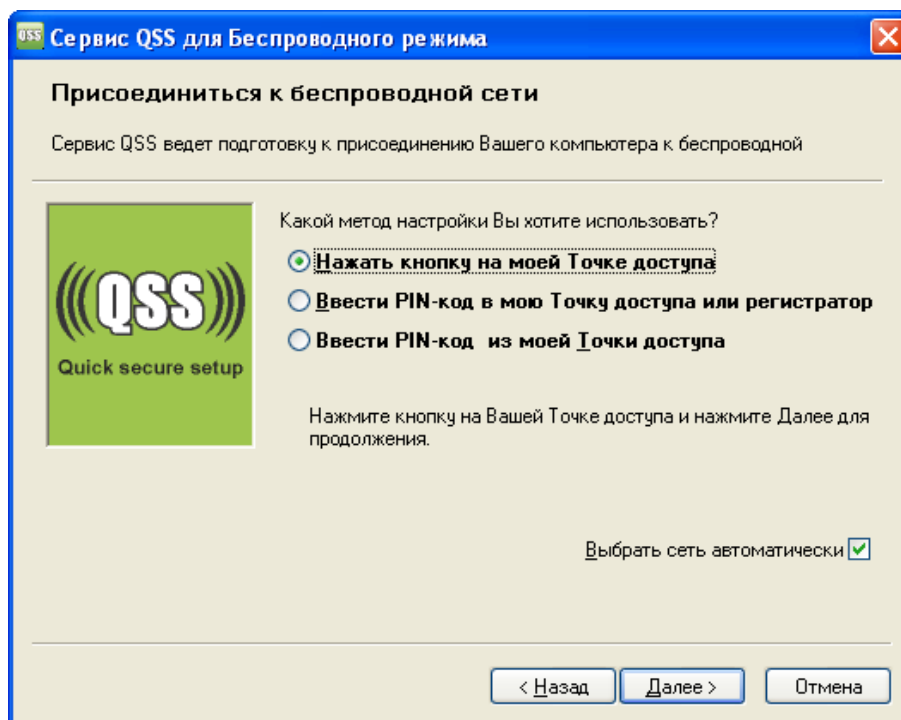 QSS Сервис QSS для Беспроводного режима
Присоединиться к беспроводной сети
Сервис QSS ведет подготовку к присоединению Вашего компьютера к беспроводной
Какой метод настройки Вы хотите использовать?
Нажать кнопку на моей Точке доступа
Ввести PIN-код в мою Точку доступа или регистратор
Ввести PIN-код из моей Точки доступа
QSS
Quick secure setup
Нажмите кнопку на Вашей Точке доступа и нажмите Далее для
продолжения.
Выбрать сеть автоматически
< Назад
Далее >
Отмена